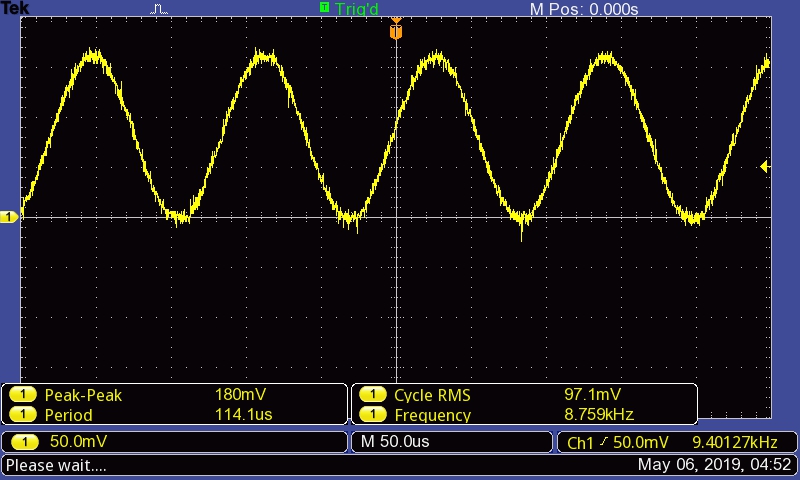 Tek T Trig'd M Pos: 0.000s
T
1
1 Peak-Peak 180mV 1 Cycle RMS 97.1mV
1 Period 114.1us 1 Frequency 8.759kHz
1 50.0mV M 50.0us Ch1 50.0mV 9.40127kHz
Please wait.... May 06, 2019, 04:52